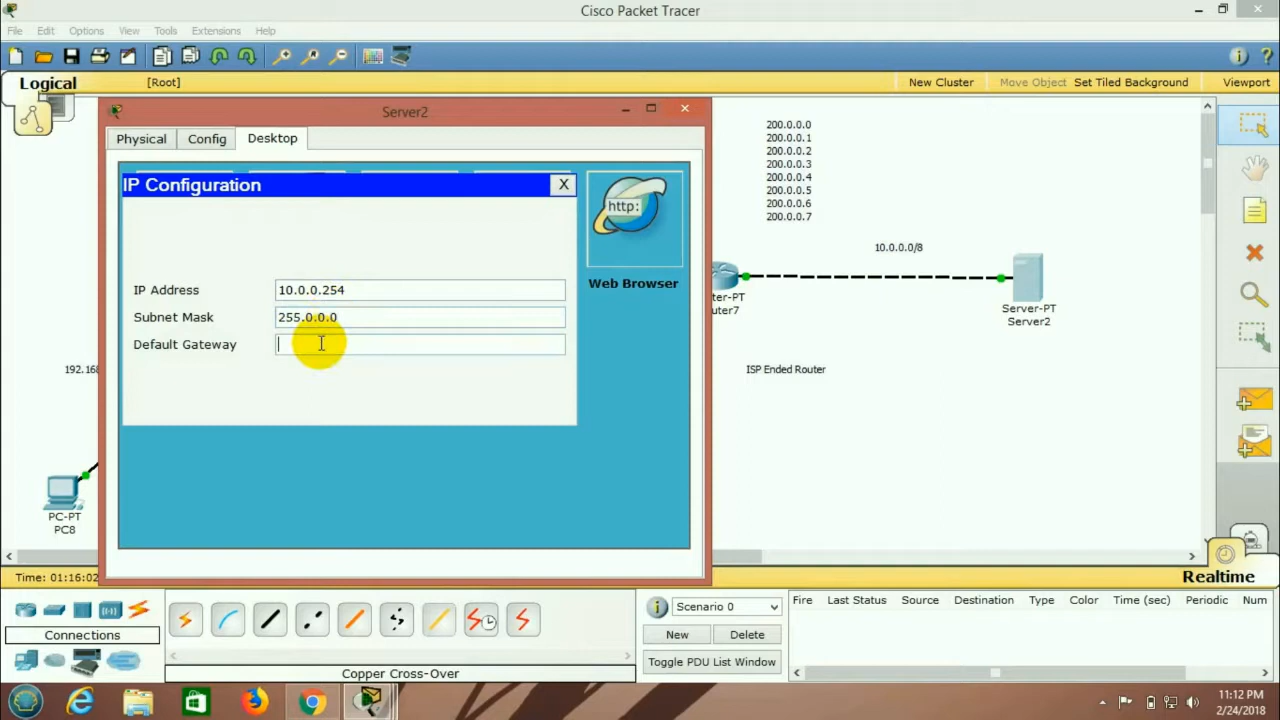 Cisco Packet Tracer
File Edit Options View Tools Extensions Help
Logical [Root] New Cluster Move Object Set Tiled Background Viewport
Server2
Physical Config Desktop
IP Configuration X
http:
Web Browser
IP Address 10.0.0.254
Subnet Mask 255.0.0.0
Default Gateway
200.0.0.0
200.0.0.1
200.0.0.2
200.0.0.3
200.0.0.4
200.0.0.5
200.0.0.6
200.0.0.7
10.0.0.0/8
ter-PT
uter7
Server-PT
Server2
192.168
ISP Ended Router
PC-PT
PC8
Time: 01:16:02
Realtime
Connections
Copper Cross-Over
Scenario 0
New Delete
Toggle PDU List Window
Fire Last Status Source Destination Type Color Time (sec) Periodic Num
11:12 PM
2/24/2018